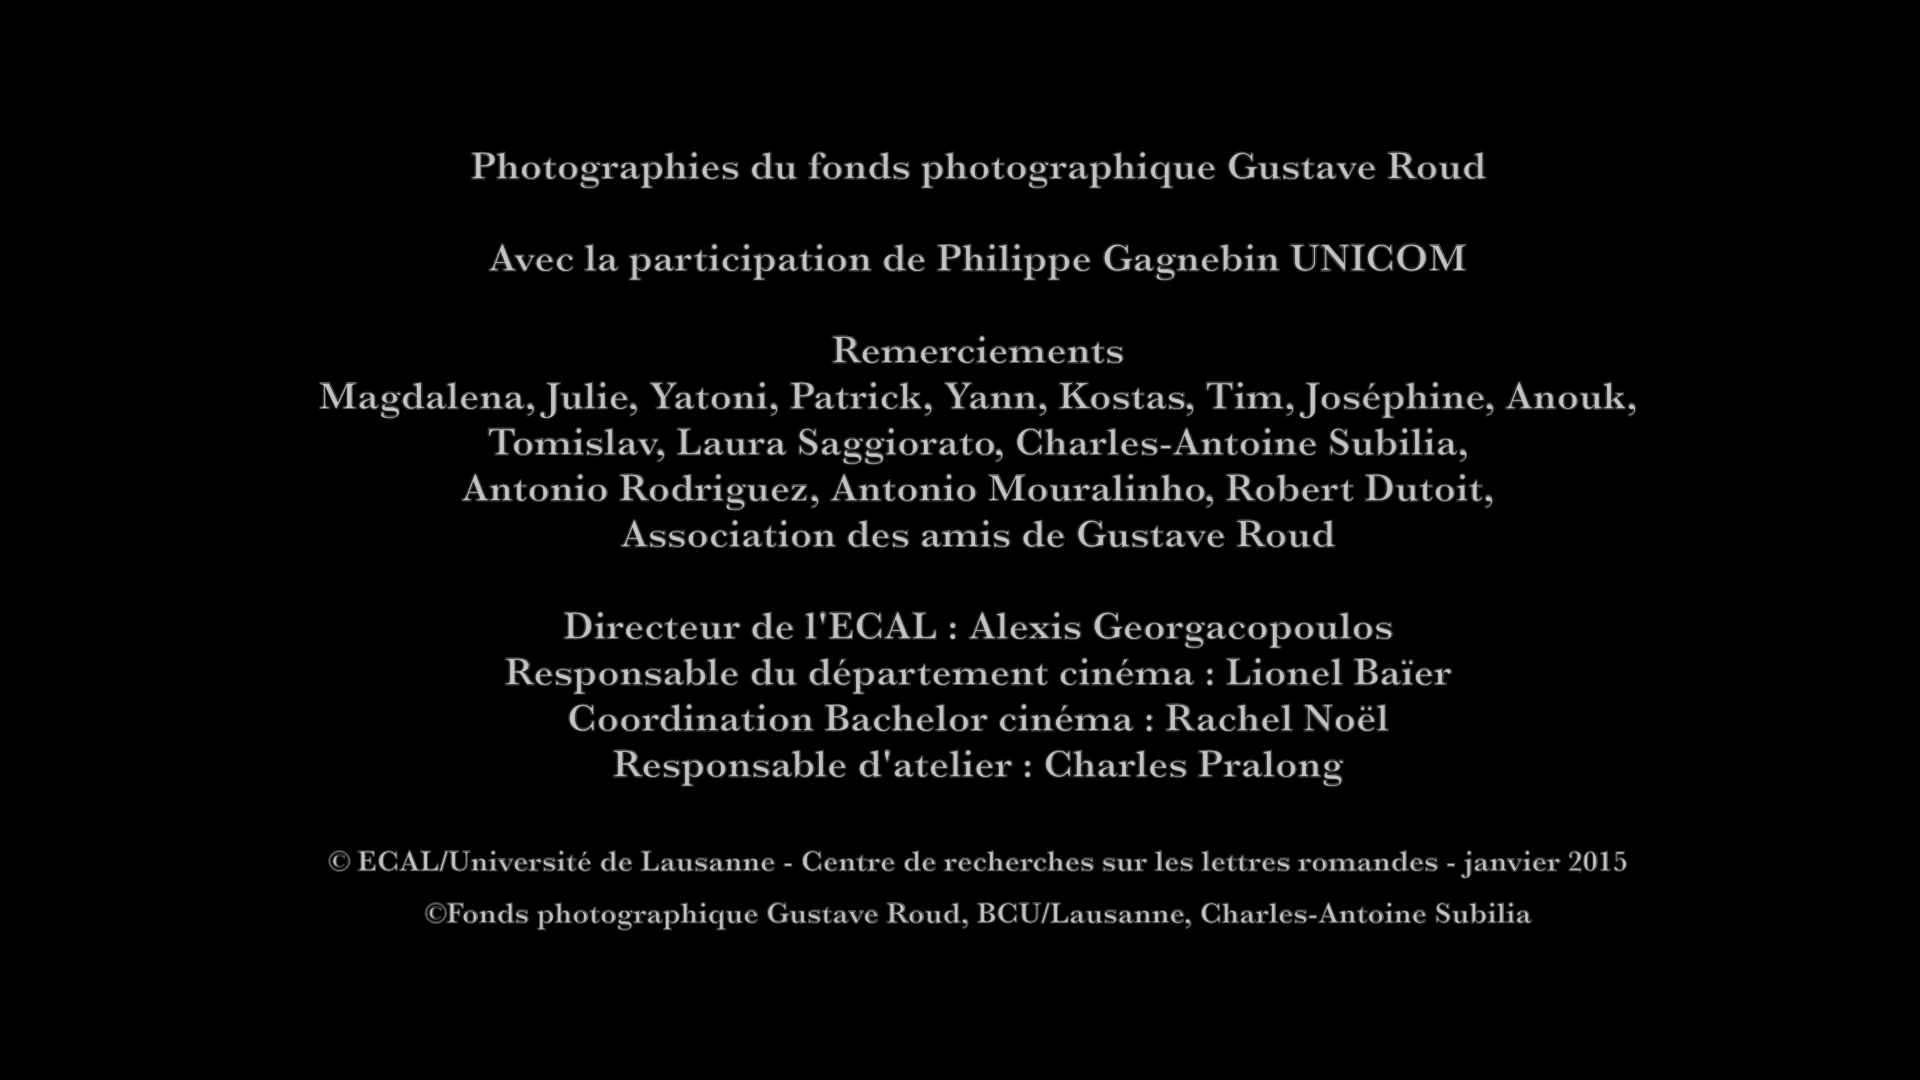 Photographies du fonds photographique Gustave Roud
Avec la participation de Philippe Gagnebin UNICOM
Remerciements
Magdalena, Julie, Yatoni, Patrick, Yann, Kostas, Tim, Joséphine, Anouk,
Tomislav, Laura Saggiorato, Charles-Antoine Subilia,
Antonio Rodriguez, Antonio Mouralinho, Robert Dutoit,
Association des amis de Gustave Roud
Directeur de l'ECAL : Alexis Georgacopoulos
Responsable du département cinéma : Lionel Baïer
Coordination Bachelor cinéma : Rachel Noël
Responsable d'atelier : Charles Pralong
© ECAL/Université de Lausanne - Centre de recherches sur les lettres romandes - janvier 2015
©Fonds photographique Gustave Roud, BCU/Lausanne, Charles-Antoine Subilia